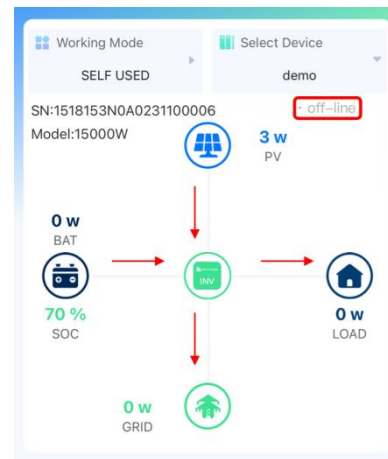 Working Mode
SELF USED
Select Device
demo
SN:1518153N0A0231100006
· off-line
Model:15000W
3 w
PV
0 w
BAT
70 %
SOC
INV
0 w
LOAD
0 w
GRID